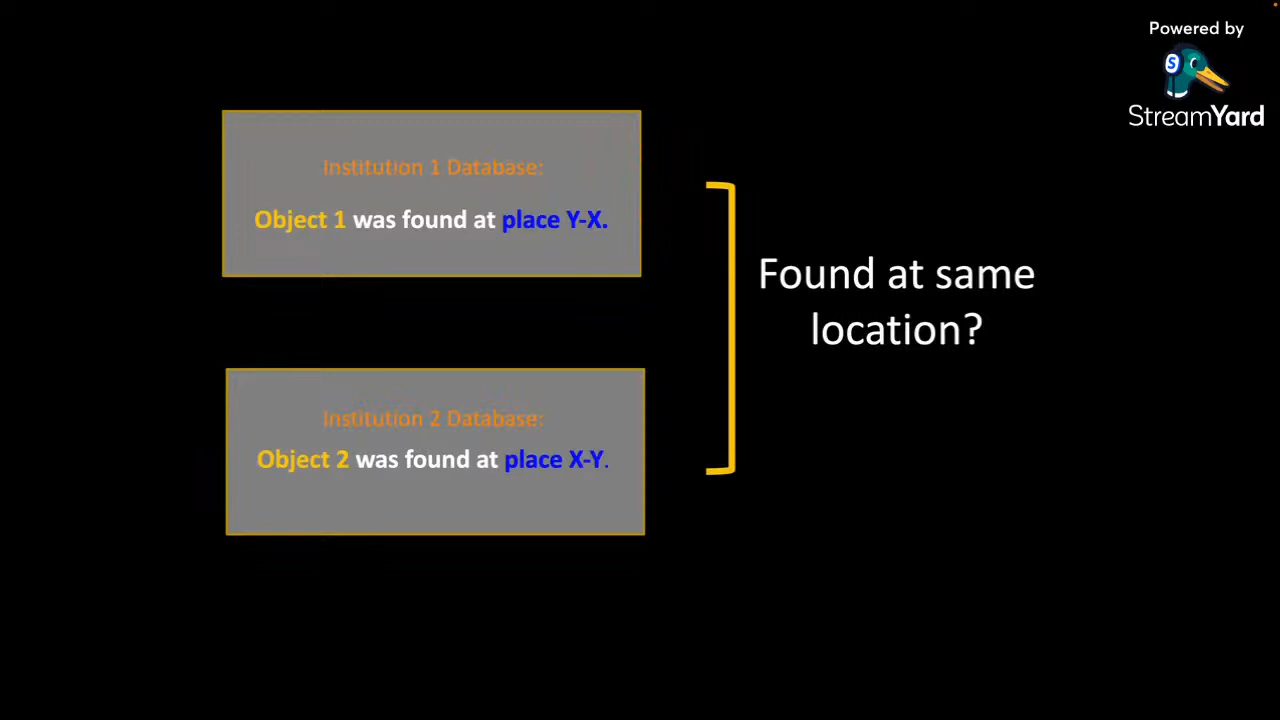 Powered by
StreamYard
Institution 1 Database:
Object 1 was found at place Y-X.
Found at same
location?
Institution 2 Database:
Object 2 was found at place X-Y.